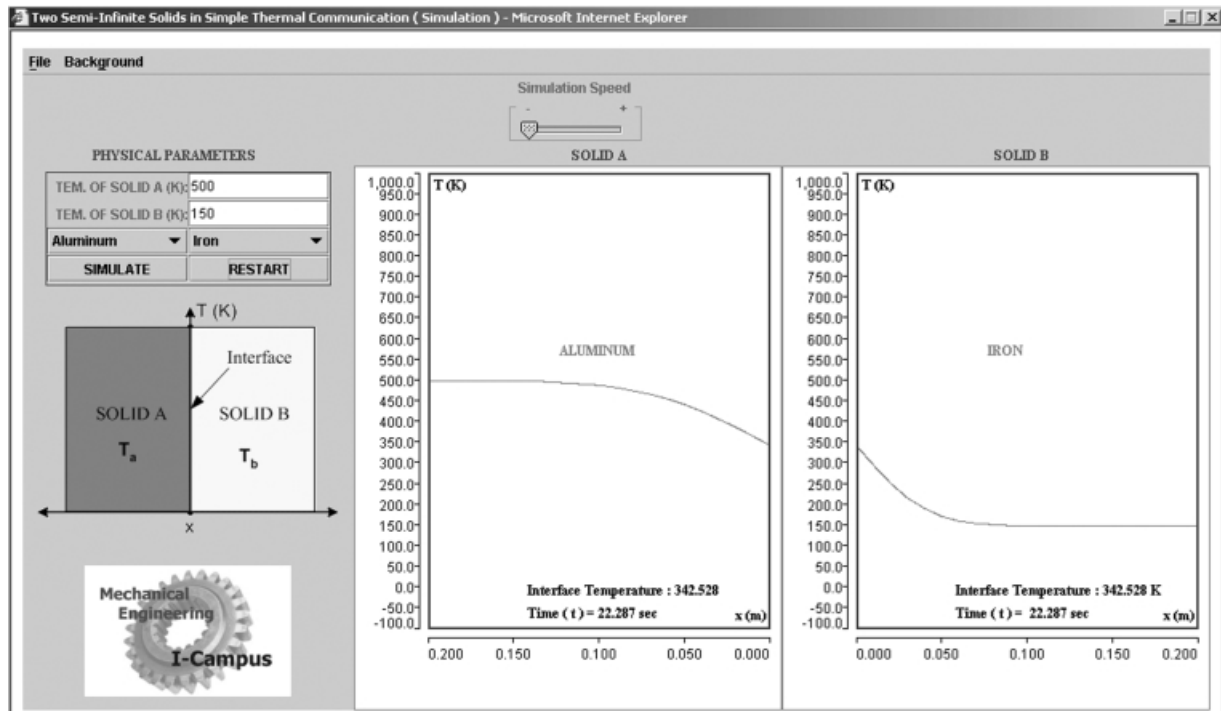 Two Semi-Infinite Solids in Simple Thermal Communication ( Simulation ) - Microsoft Internet Explorer
File Background
Simulation Speed
- +
PHYSICAL PARAMETERS
TEM. OF SOLID A (K): 500
TEM. OF SOLID B (K): 150
Aluminum Iron
SIMULATE RESTART
T (K)
Interface
SOLID A SOLID B
Ta Tb
x
Mechanical
Engineering
I-Campus
SOLID A
T (K)
1,000.0
950.0
900.0
850.0
800.0
750.0
700.0
650.0
600.0
550.0
500.0
450.0
400.0
350.0
300.0
250.0
200.0
150.0
100.0
50.0
0.0
-50.0
-100.0
ALUMINUM
Interface Temperature : 342.528
Time ( t ) = 22.287 sec x (m)
0.200 0.150 0.100 0.050 0.000
SOLID B
T (K)
1,000.0
950.0
900.0
850.0
800.0
750.0
700.0
650.0
600.0
550.0
500.0
450.0
400.0
350.0
300.0
250.0
200.0
150.0
100.0
50.0
0.0
-50.0
-100.0
IRON
Interface Temperature : 342.528 K
Time ( t ) = 22.287 sec x (m)
0.000 0.050 0.100 0.150 0.200